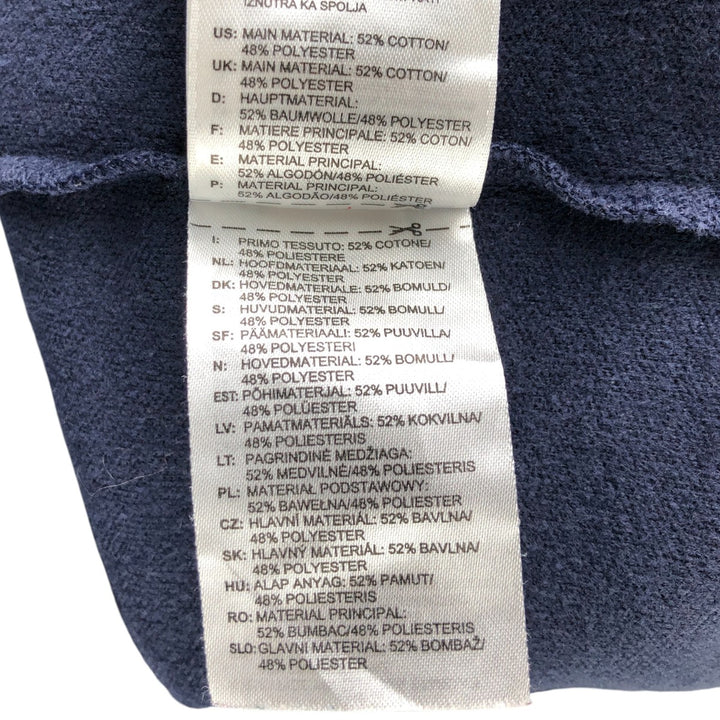 IZNUTRA KA SPOLJA
US: MAIN MATERIAL: 52% COTTON/
48% POLYESTER
UK: MAIN MATERIAL: 52% COTTON/
48% POLYESTER
D: HAUPTMATERIAL:
52% BAUMWOLLE/48% POLYESTER
F: MATIERE PRINCIPALE: 52% COTON/
48% POLYESTER
E: MATERIAL PRINCIPAL:
52% ALGODÓN/48% POLIÉSTER
P: MATERIAL PRINCIPAL:
52% ALGODÃO/48% POLIÉSTER
I: PRIMO TESSUTO: 52% COTONE/
48% POLIESTERE
NL: HOOFDMATERIAAL: 52% KATOEN/
48% POLYESTER
DK: HOVEDMATERIALE: 52% BOMULD/
48% POLYESTER
S: HUVUDMATERIAL: 52% BOMULL/
48% POLYESTER
SF: PÄÄMATERIAALI: 52% PUUVILLA/
48% POLYESTERI
N: HOVEDMATERIAL: 52% BOMULL/
48% POLYESTER
EST: PÕHIMATERJAL: 52% PUUVILL/
48% POLÜESTER
LV: PAMATMATERIĀLS: 52% KOKVILNA/
48% POLIESTERIS
LT: PAGRINDINĖ MEDŽIAGA:
52% MEDVILNĖ/48% POLIESTERIS
PL: MATERIAŁ PODSTAWOWY:
52% BAWEŁNA/48% POLYESTER
CZ: HLAVNÍ MATERIÁL: 52% BAVLNA/
48% POLYESTER
SK: HLAVNÝ MATERIÁL: 52% BAVLNA/
48% POLYESTER
HU: ALAP ANYAG: 52% PAMUT/
48% POLIESTER
RO: MATERIAL PRINCIPAL:
52% BUMBAC/48% POLIESTERIS
SLO: GLAVNI MATERIAL: 52% BOMBAŽ/
48% POLIESTER